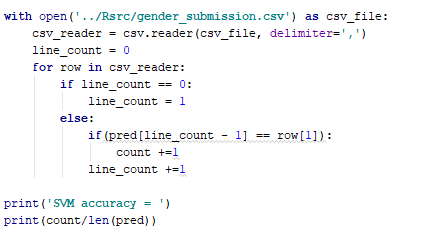 with open('../Rsrc/gender_submission.csv') as csv_file:
    csv_reader = csv.reader(csv_file, delimiter=',')
    line_count = 0
    for row in csv_reader:
        if line_count == 0:
            line_count = 1
        else:
            if(pred[line_count - 1] == row[1]):
                count +=1
            line_count +=1

print('SVM accuracy = ')
print(count/len(pred))